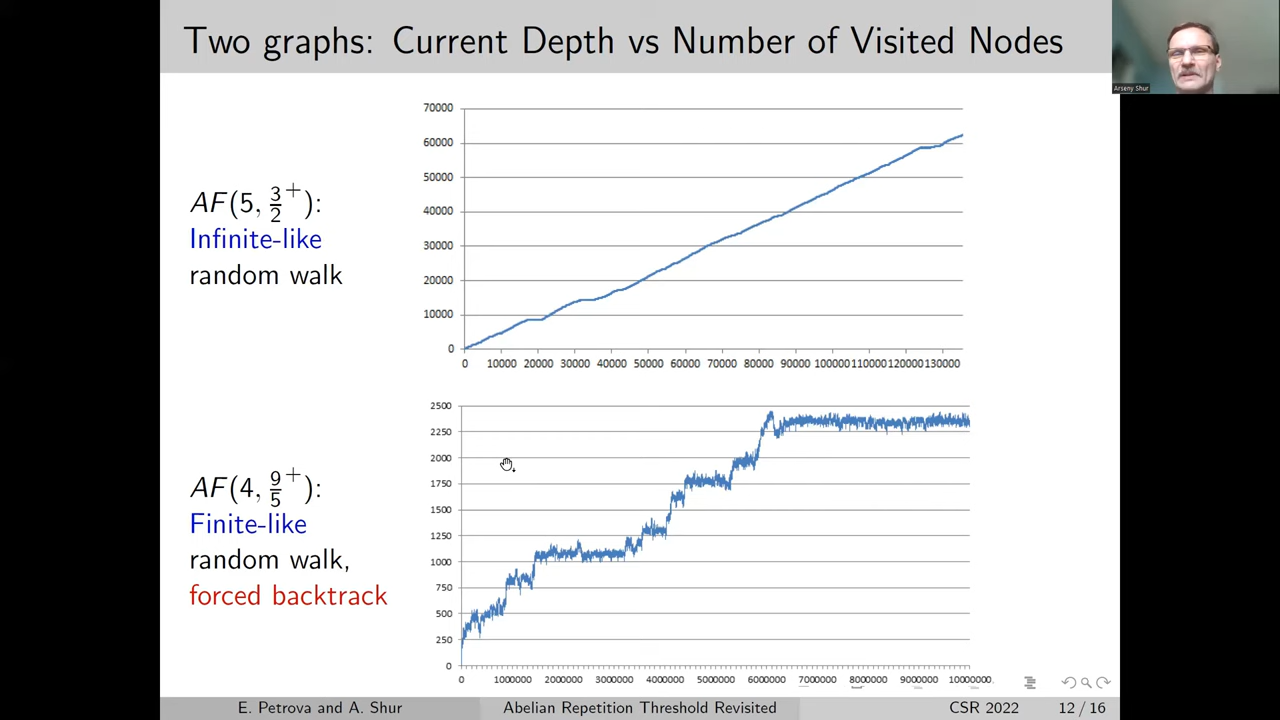 Two graphs: Current Depth vs Number of Visited Nodes
Arseny Shur
AF(5, 3/2⁺):
Infinite-like
random walk
70000
60000
50000
40000
30000
20000
10000
0
0 10000 20000 30000 40000 50000 60000 70000 80000 90000 100000 110000 120000 130000
AF(4, 9/5⁺):
Finite-like
random walk,
forced backtrack
2500
2250
2000
1750
1500
1250
1000
750
500
250
0
0 1000000 2000000 3000000 4000000 5000000 6000000 7000000 8000000 9000000 10000000
E. Petrova and A. Shur Abelian Repetition Threshold Revisited CSR 2022 12 / 16